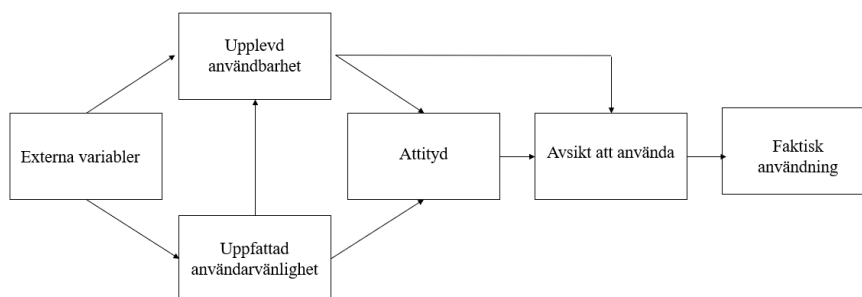 Upplevd
användbarhet
Externa variabler
Attityd
Avsikt att använda
Faktisk
användning
Uppfattad
användarvänlighet